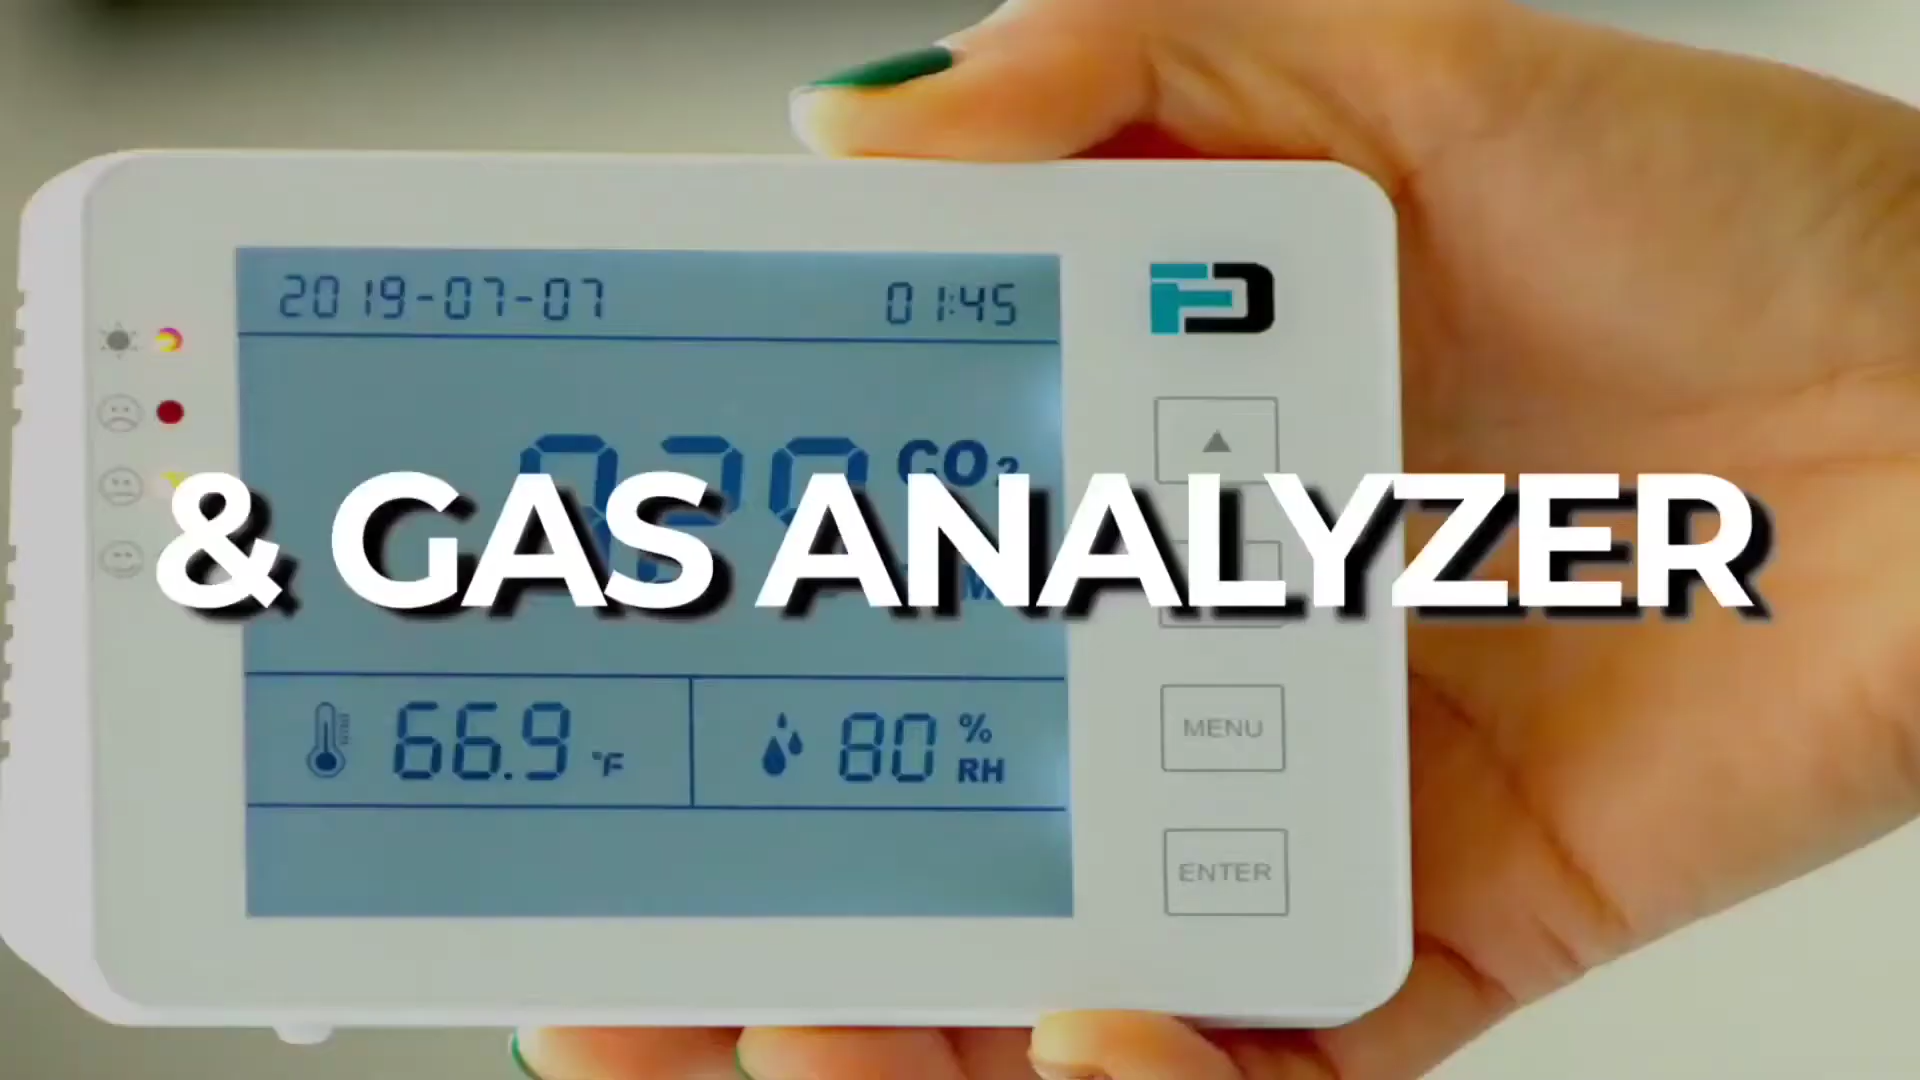 2019-07-07 01:45
CO₂
& GAS ANALYZER
66.9 °F 80 % RH
MENU
ENTER